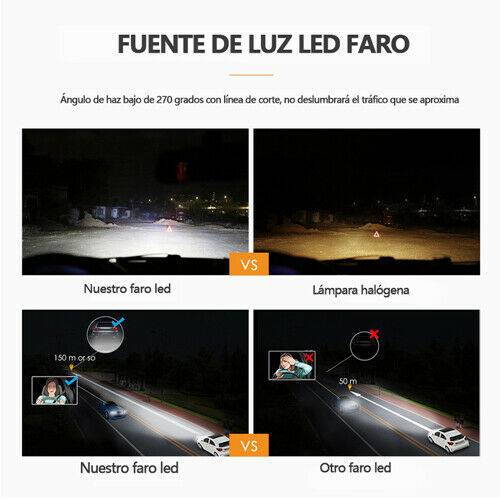 FUENTE DE LUZ LED FARO
Ángulo de haz bajo de 270 grados con línea de corte, no deslumbrará el tráfico que se aproxima
VS
Nuestro faro led
Lámpara halógena
150 m or so
50 m
VS
Nuestro faro led
Otro faro led